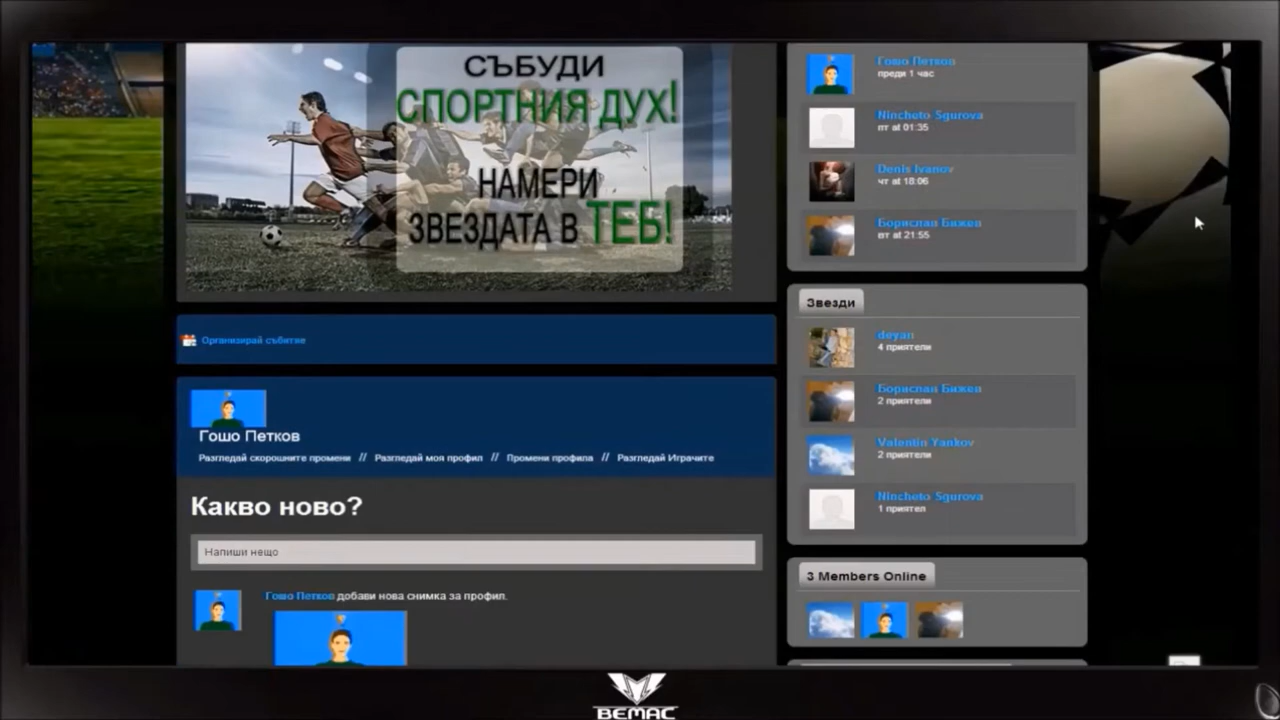 СЪБУДИ
СПОРТНИЯ ДУХ!
НАМЕРИ
ЗВЕЗДАТА В ТЕБ!
Организирай събитие
Гошо Петков
Разгледай скорошните промени // Разгледай моя профил // Промени профила // Разгледай Играчите
Какво ново?
Напиши нещо
Гошо Петков добави нова снимка за профил.
Гошо Петков
преди 1 час
Nincheto Sgurova
пт at 01:35
Denis Ivanov
чт at 18:06
Борислав Бижев
вт at 21:55
Звезди
deyan
4 приятели
Борислав Бижев
2 приятели
Valentin Yankov
2 приятели
Nincheto Sgurova
1 приятел
3 Members Online
BEMAC